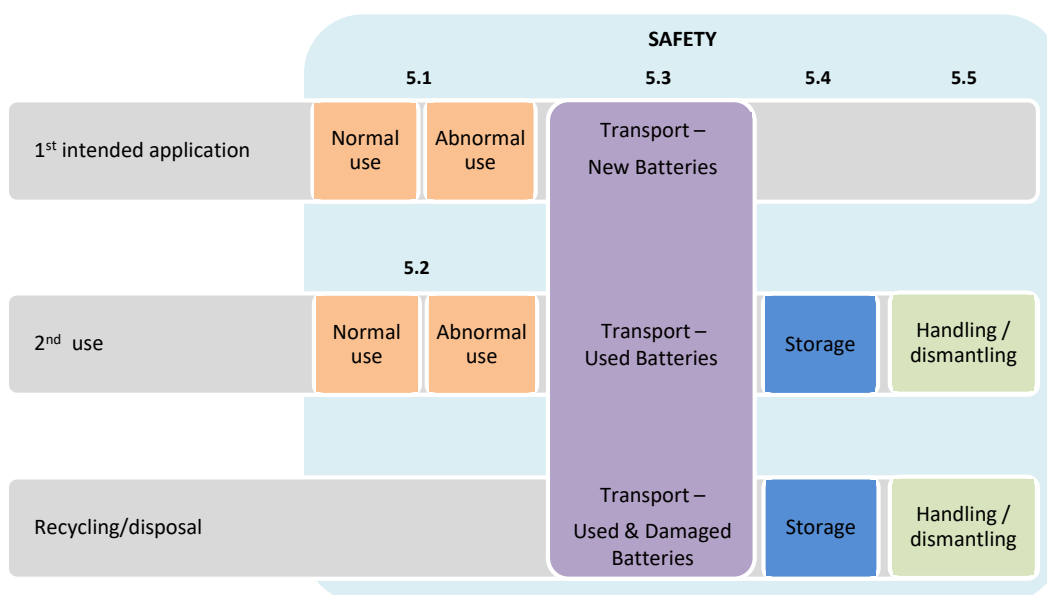 SAFETY
5.1 5.3 5.4 5.5
1st intended application
Normal
use
Abnormal
use
Transport –
New Batteries
5.2
2nd use
Normal
use
Abnormal
use
Transport –
Used Batteries
Storage
Handling /
dismantling
Recycling/disposal
Transport –
Used & Damaged
Batteries
Storage
Handling /
dismantling